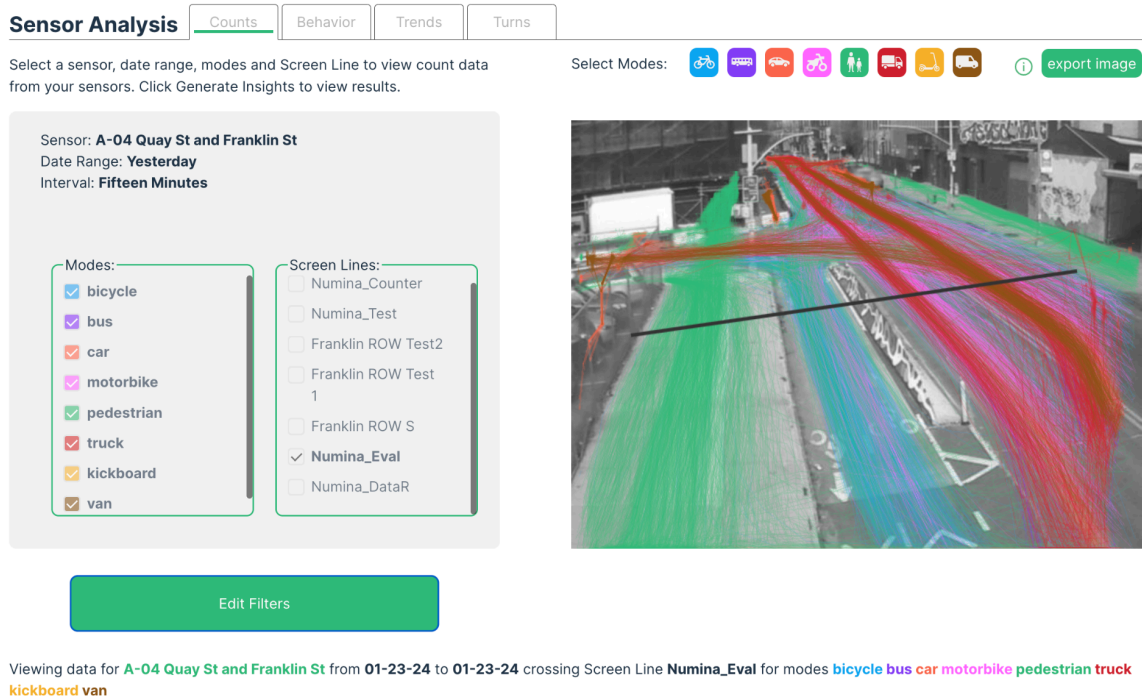 Sensor Analysis
Counts
Behavior
Trends
Turns
Select a sensor, date range, modes and Screen Line to view count data
from your sensors. Click Generate Insights to view results.
Select Modes:
export image
Sensor: A-04 Quay St and Franklin St
Date Range: Yesterday
Interval: Fifteen Minutes
Modes:
bicycle
bus
car
motorbike
pedestrian
truck
kickboard
van
Screen Lines:
Numina_Counter
Numina_Test
Franklin ROW Test2
Franklin ROW Test
1
Franklin ROW S
Numina_Eval
Numina_DataR
Edit Filters
Viewing data for A-04 Quay St and Franklin St from 01-23-24 to 01-23-24 crossing Screen Line Numina_Eval for modes bicycle bus car motorbike pedestrian truck
kickboard van